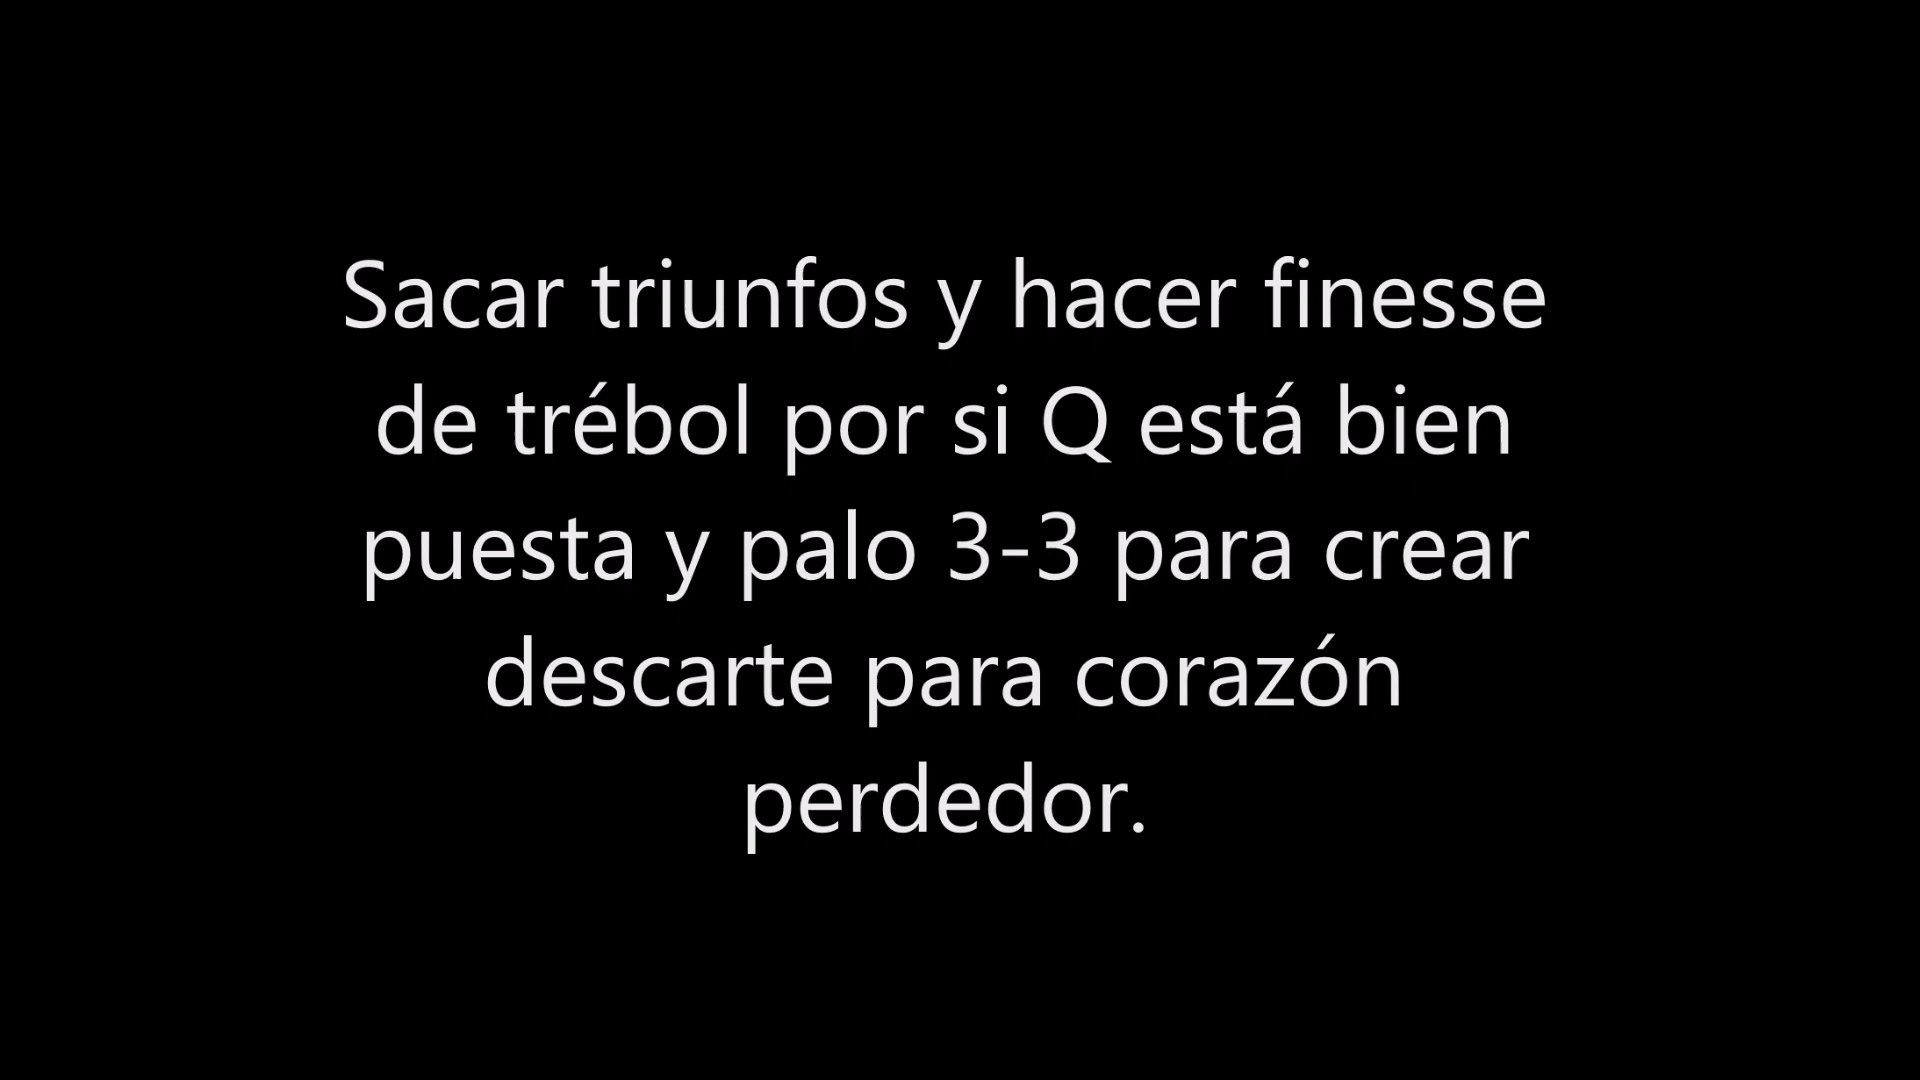 Sacar triunfos y hacer finesse
de trébol por si Q está bien
puesta y palo 3-3 para crear
descarte para corazón
perdedor.